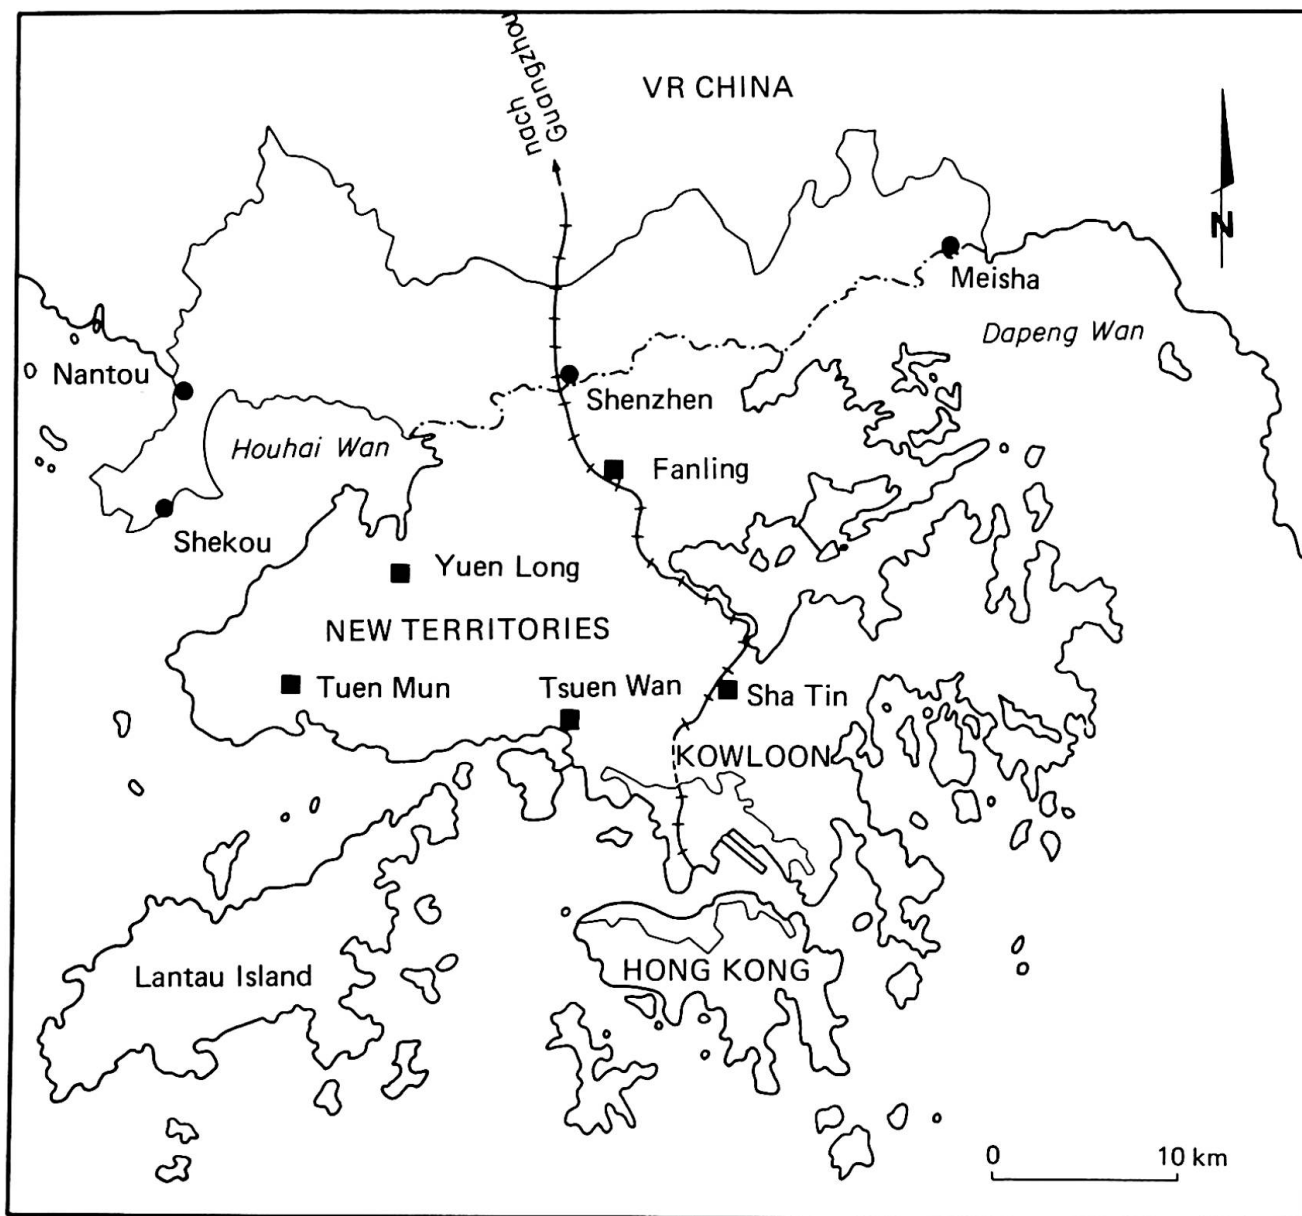 nach
Guangzhou
VR CHINA
N
Meisha
Dapeng Wan
Nantou
Shenzhen
Houhai Wan
Fanling
Shekou
Yuen Long
NEW TERRITORIES
Tuen Mun
Tsuen Wan
Sha Tin
KOWLOON
Lantau Island
HONG KONG
0 10 km